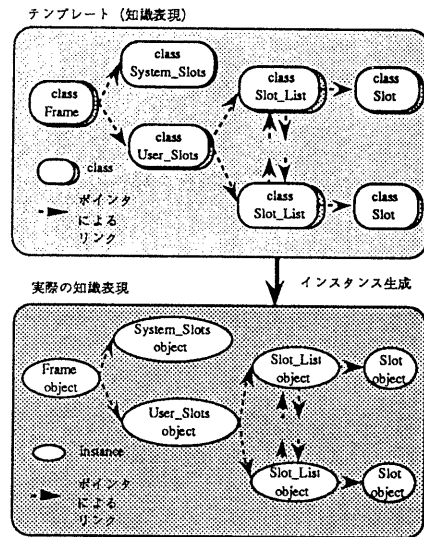 テンプレート (知識表現)
class
System_Slots
class
Slot_List
class
Slot
class
Frame
class
User_Slots
class
ポインタ
による
リンク
class
Slot_List
class
Slot
実際の知識表現
インスタンス生成
System_Slots
object
Frame
object
Slot_List
object
Slot
object
User_Slots
object
instance
ポインタ
による
リンク
Slot_List
object
Slot
object